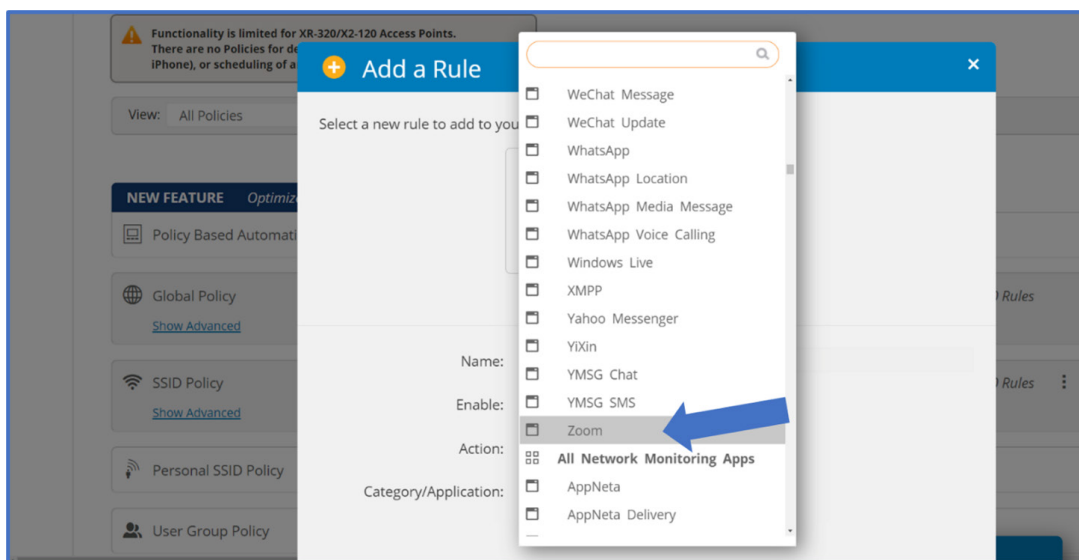 Functionality is limited for XR-320/X2-120 Access Points.
There are no Policies for
iPhone), or scheduling of a
View: All Policies
NEW FEATURE Optimiz
Policy Based Automati
Global Policy
Show Advanced
Rules
SSID Policy
Show Advanced
Rules
Personal SSID Policy
User Group Policy
Add a Rule
×
Select a new rule to add to you
Name:
Enable:
Action:
Category/Application:
WeChat Message
WeChat Update
WhatsApp
WhatsApp Location
WhatsApp Media Message
WhatsApp Voice Calling
Windows Live
XMPP
Yahoo Messenger
YiXin
YMSG Chat
YMSG SMS
Zoom
All Network Monitoring Apps
AppNeta
AppNeta Delivery